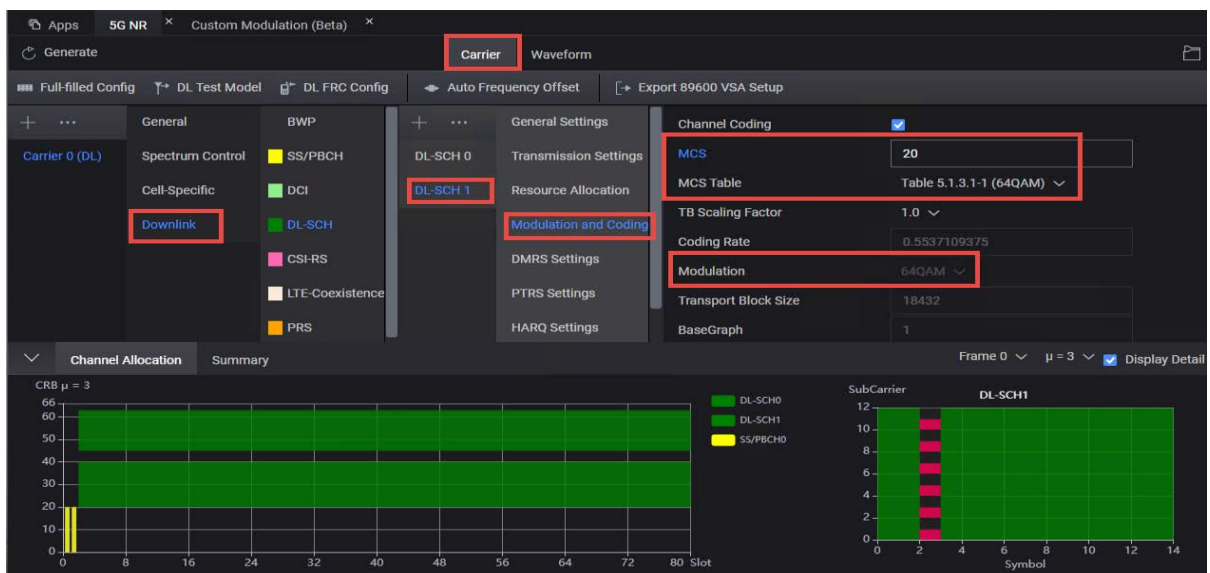 Apps 5G NR × Custom Modulation (Beta) ×
Generate Carrier Waveform
Full-filled Config DL Test Model DL FRC Config Auto Frequency Offset Export 89600 VSA Setup
+ ... General BWP + ... General Settings Channel Coding
Carrier 0 (DL) Spectrum Control SS/PBCH DL-SCH 0 Transmission Settings MCS 20
Cell-Specific DCI DL-SCH 1 Resource Allocation MCS Table Table 5.1.3.1-1 (64QAM)
Downlink DL-SCH Modulation and Coding TB Scaling Factor 1.0
Coding Rate 0.5537109375
CSI-RS DMRS Settings Modulation 64QAM
LTE-Coexistence PTRS Settings Transport Block Size 18432
PRS HARQ Settings BaseGraph 1
Channel Allocation Summary Frame 0 μ = 3 Display Detail
CRB μ = 3
66
60
50
40
30
20
10
0
0 8 16 24 32 40 48 56 64 72 80 Slot
DL-SCH0
DL-SCH1
SS/PBCH0
SubCarrier DL-SCH1
12
10
8
6
4
2
0
0 2 4 6 8 10 12 14
Symbol